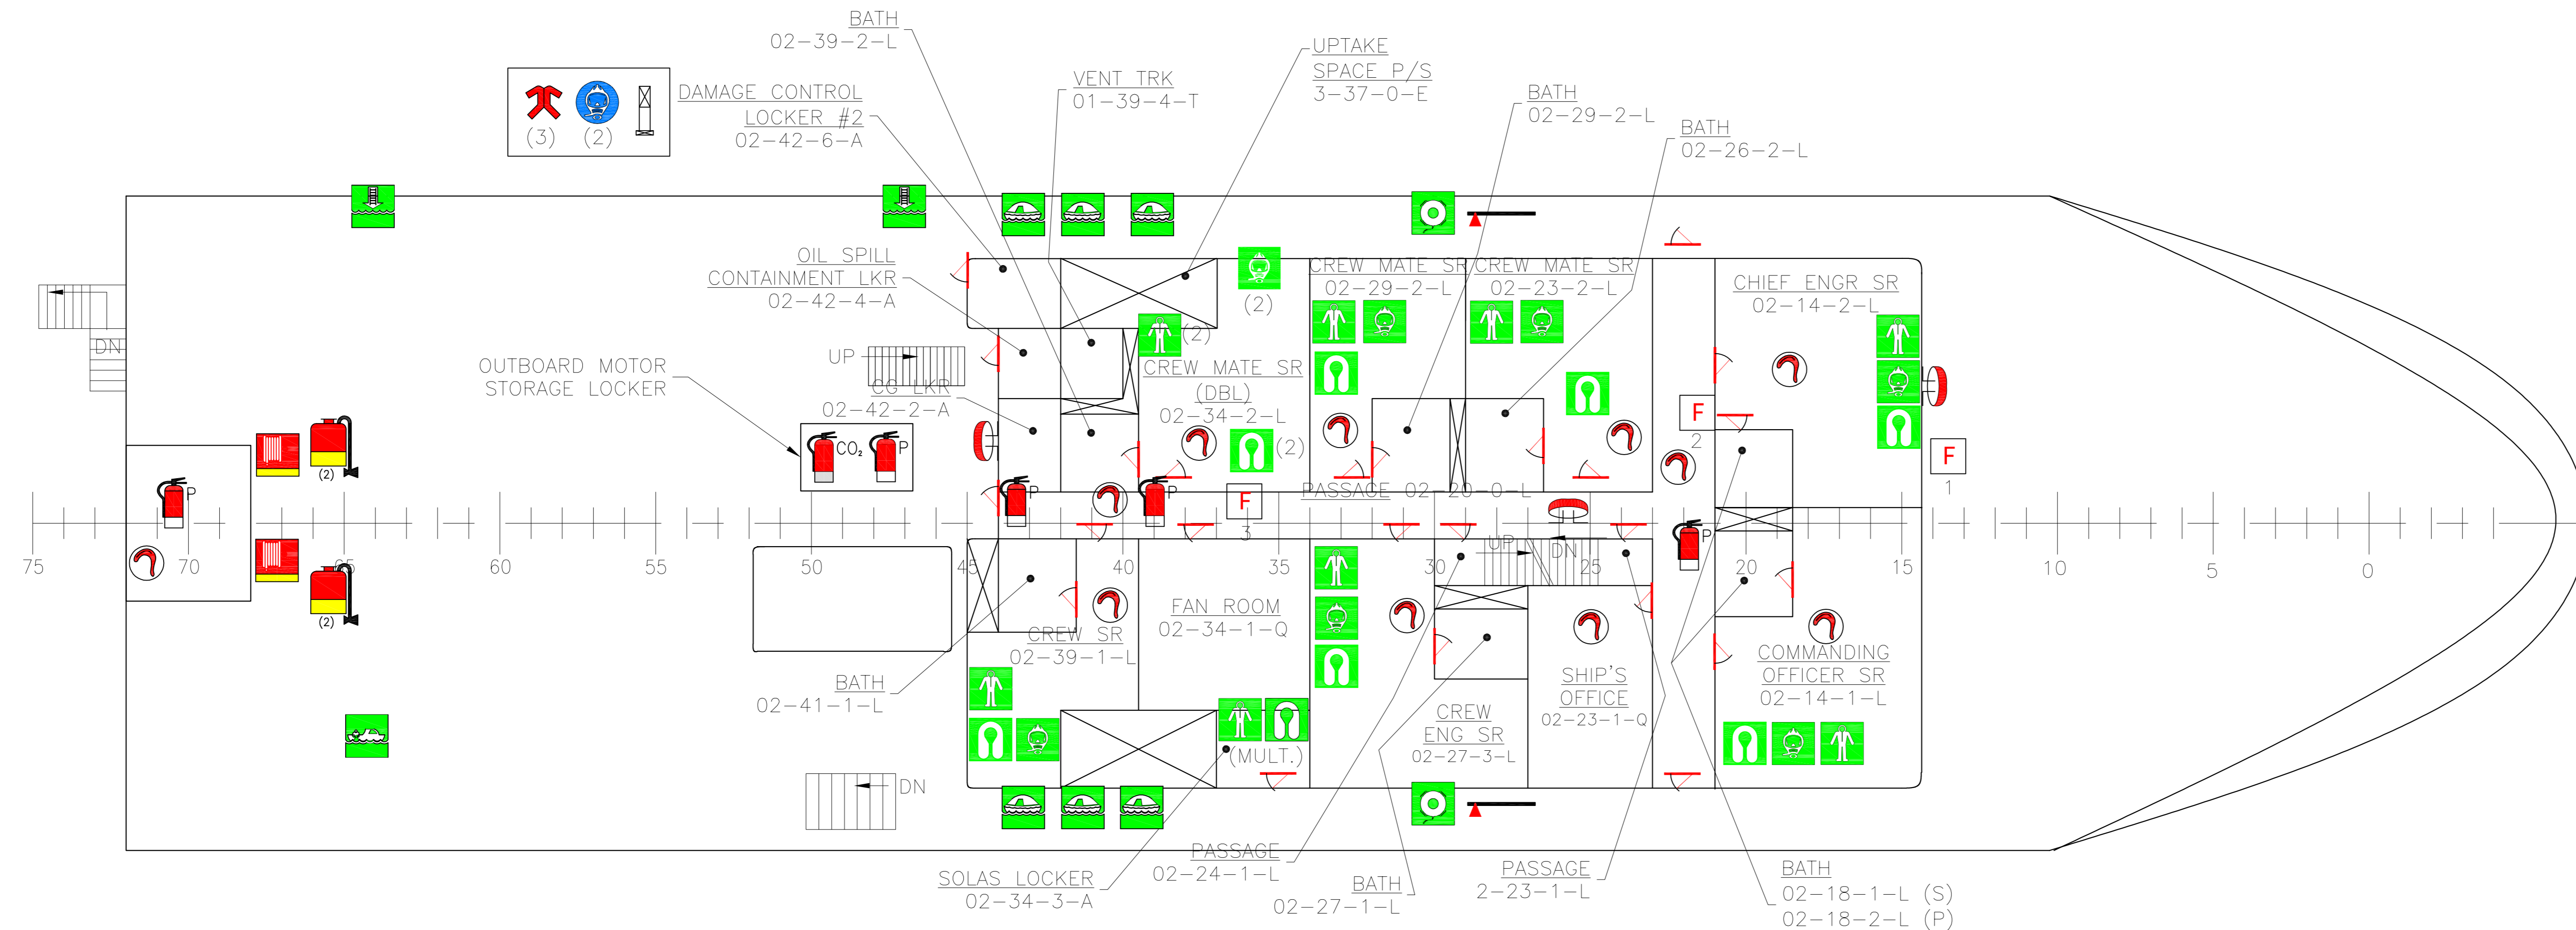 BATH
02-39-2-L
UPTAKE
SPACE P/S
3-37-0-E
VENT TRK
01-39-4-T
DAMAGE CONTROL
LOCKER #2
02-42-6-A
(3)
(2)
BATH
02-29-2-L
BATH
02-26-2-L
OIL SPILL
CONTAINMENT LKR
02-42-4-A
CREW MATE SR
02-29-2-L
CREW MATE SR
02-23-2-L
CHIEF ENGR SR
02-14-2-L
(2)
(2)
DN
UP
OUTBOARD MOTOR
STORAGE LOCKER
CG LKR
02-42-2-A
CREW MATE SR
(DBL)
02-34-2-L
(2)
F
2
F
1
CO₂
P
(2)
P
P
P
F
3
PASSAGE 02-20-0-L
P
UP
DN
75
70
65
60
55
50
45
40
35
30
25
20
15
10
5
0
(2)
FAN ROOM
02-34-1-Q
CREW SR
02-39-1-L
BATH
02-41-1-L
COMMANDING
OFFICER SR
02-14-1-L
SHIP'S
OFFICE
02-23-1-Q
CREW
ENG SR
02-27-3-L
(MULT.)
DN
PASSAGE
02-24-1-L
SOLAS LOCKER
02-34-3-A
BATH
02-27-1-L
PASSAGE
2-23-1-L
BATH
02-18-1-L (S)
02-18-2-L (P)